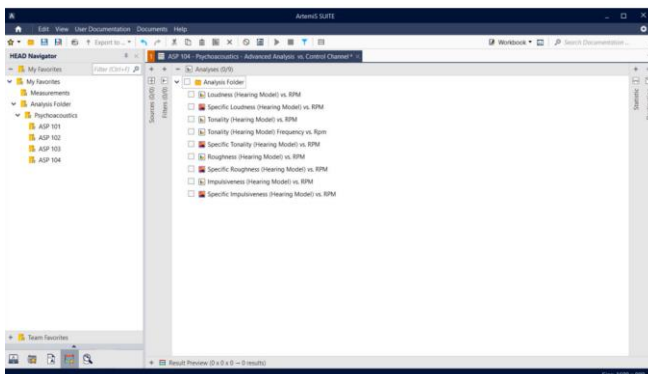 ArtemiS SUITE
Edit View User Documentation Documents Help
Export to...
Workbook
Search Documentation...
HEAD Navigator
1 ASP 104 - Psychoacoustics - Advanced Analysis vs. Control Channel*
My Favorites
Filter (Ctrl+F)
Analyses (0/9)
My Favorites
Measurements
Analysis Folder
Psychoacoustics
ASP 101
ASP 102
ASP 103
ASP 104
Sources (0/0)
Filters (0/0)
Analysis Folder
Loudness (Hearing Model) vs. RPM
Specific Loudness (Hearing Model) vs. RPM
Tonality (Hearing Model) vs. RPM
Tonality (Hearing Model) Frequency vs. Rpm
Specific Tonality (Hearing Model) vs. RPM
Roughness (Hearing Model) vs. RPM
Specific Roughness (Hearing Model) vs. RPM
Impulsiveness (Hearing Model) vs. RPM
Specific Impulsiveness (Hearing Model) vs. RPM
Statistic
Team Favorites
Result Preview (0 x 0 x 0 → 0 results)